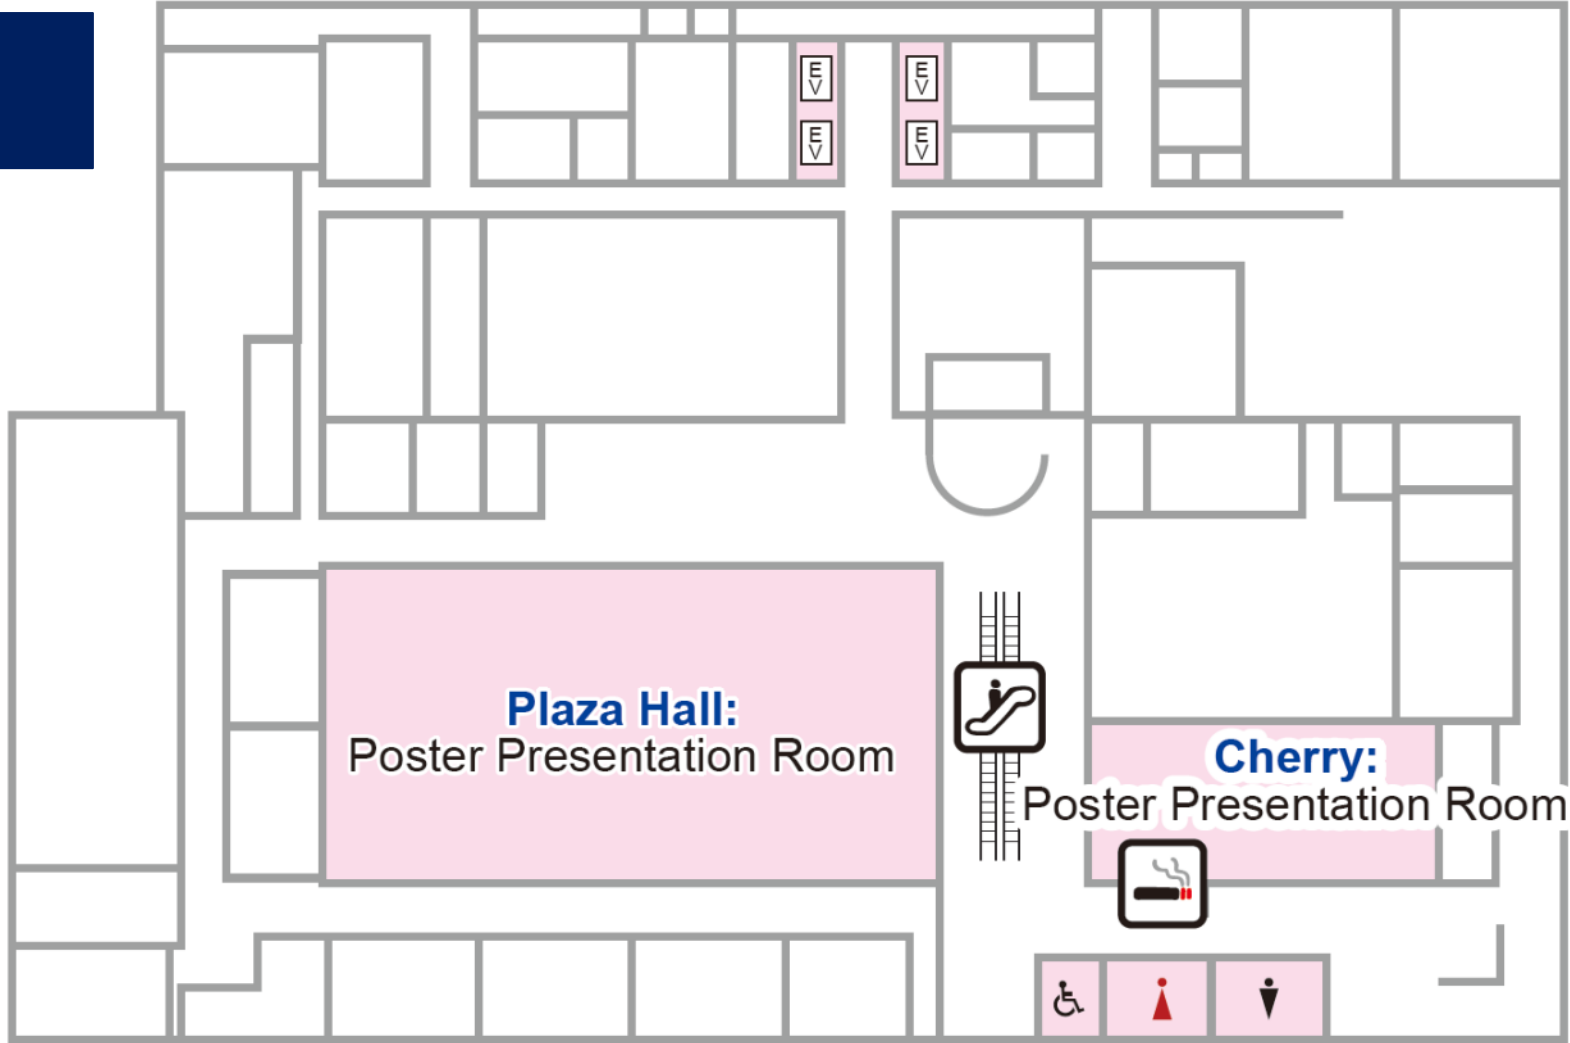 EV EV
EV EV
Plaza Hall:
Poster Presentation Room
Cherry:
Poster Presentation Room